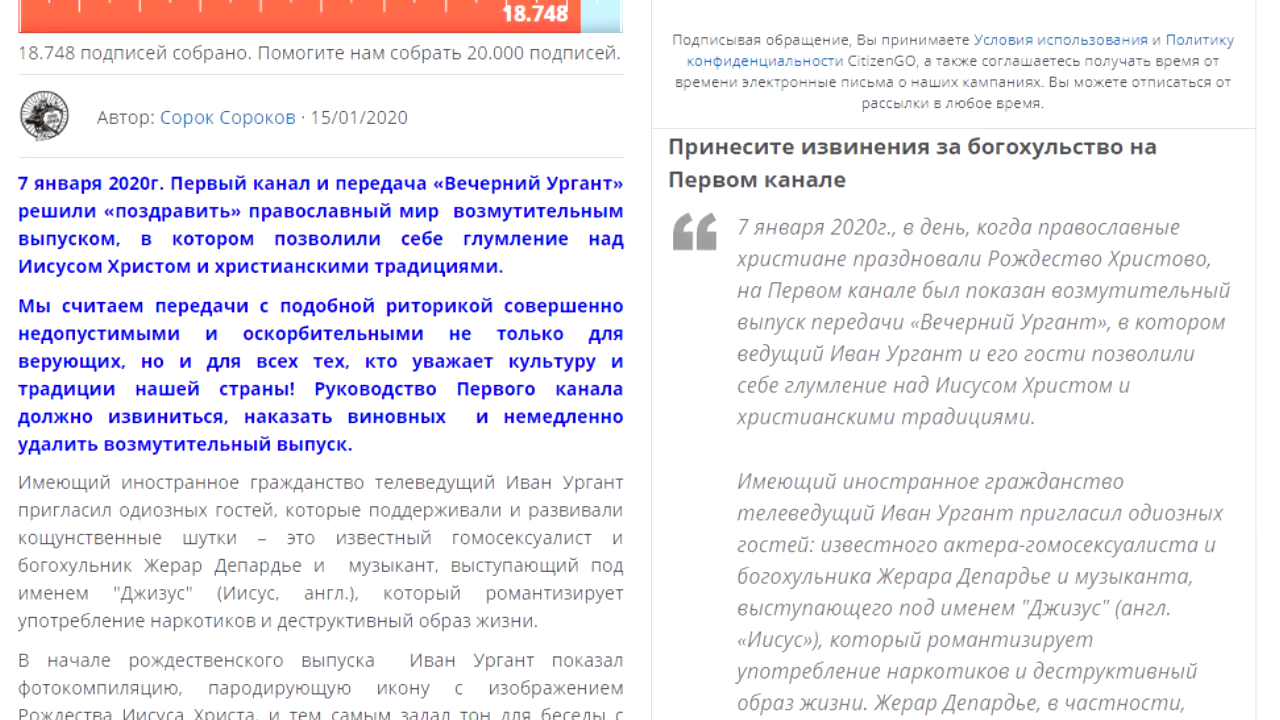 18.748
18.748 подписей собрано. Помогите нам собрать 20.000 подписей.
Автор: Сорок Сороков · 15/01/2020
7 января 2020г. Первый канал и передача «Вечерний Ургант»
решили «поздравить» православный мир возмутительным
выпуском, в котором позволили себе глумление над
Иисусом Христом и христианскими традициями.
Мы считаем передачи с подобной риторикой совершенно
недопустимыми и оскорбительными не только для
верующих, но и для всех тех, кто уважает культуру и
традиции нашей страны! Руководство Первого канала
должно извиниться, наказать виновных и немедленно
удалить возмутительный выпуск.
Имеющий иностранное гражданство телеведущий Иван Ургант
пригласил одиозных гостей, которые поддерживали и развивали
кощунственные шутки – это известный гомосексуалист и
богохульник Жерар Депардье и музыкант, выступающий под
именем "Джизус" (Иисус, англ.), который романтизирует
употребление наркотиков и деструктивный образ жизни.
В начале рождественского выпуска Иван Ургант показал
фотокомпиляцию, пародирующую икону с изображением
Рождества Иисуса Христа, и тем самым задал тон для беседы с
Подписывая обращение, Вы принимаете Условия использования и Политику
конфиденциальности CitizenGO, а также соглашаетесь получать время от
времени электронные письма о наших кампаниях. Вы можете отписаться от
рассылки в любое время.
Принесите извинения за богохульство на
Первом канале
7 января 2020г., в день, когда православные
христиане праздновали Рождество Христово,
на Первом канале был показан возмутительный
выпуск передачи «Вечерний Ургант», в котором
ведущий Иван Ургант и его гости позволили
себе глумление над Иисусом Христом и
христианскими традициями.
Имеющий иностранное гражданство
телеведущий Иван Ургант пригласил одиозных
гостей: известного актера-гомосексуалиста и
богохульника Жерара Депардье и музыканта,
выступающего под именем "Джизус" (англ.
«Иисус»), который романтизирует
употребление наркотиков и деструктивный
образ жизни. Жерар Депардье, в частности,